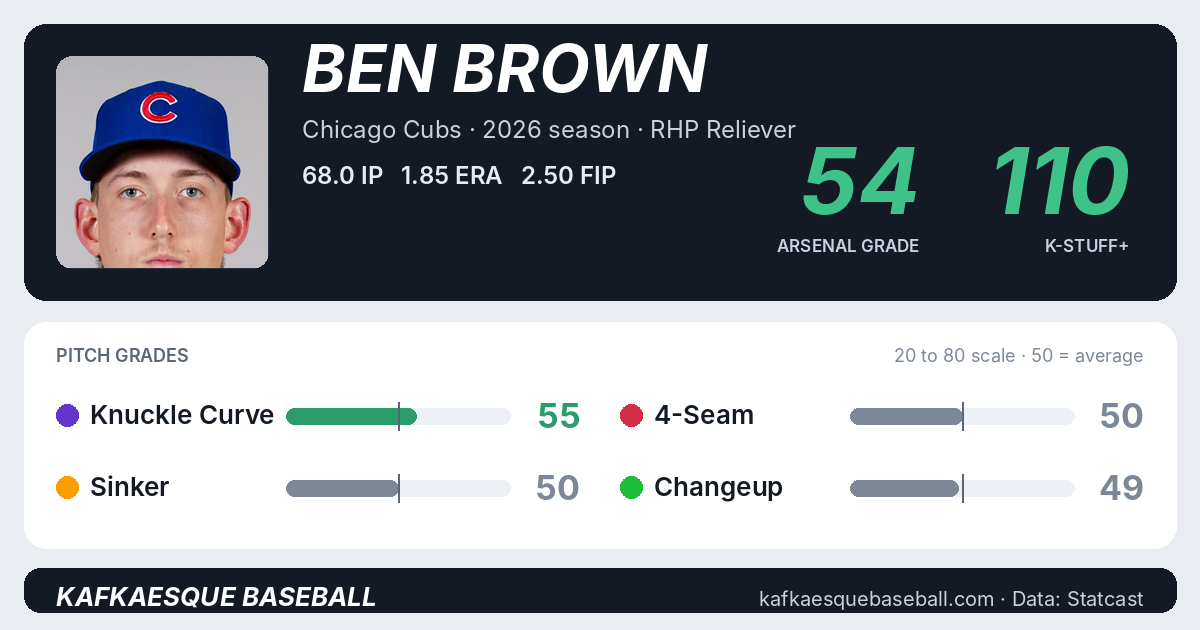 BEN BROWN
Chicago Cubs · 2026 season · RHP Reliever
68.0 IP 1.85 ERA 2.50 FIP
54 110
ARSENAL GRADE K-STUFF+
C
PITCH GRADES 20 to 80 scale · 50 = average
Knuckle Curve 55 4-Seam 50
Sinker 50 Changeup 49
KAFKAESQUE BASEBALL kafkaesquebaseball.com · Data: Statcast